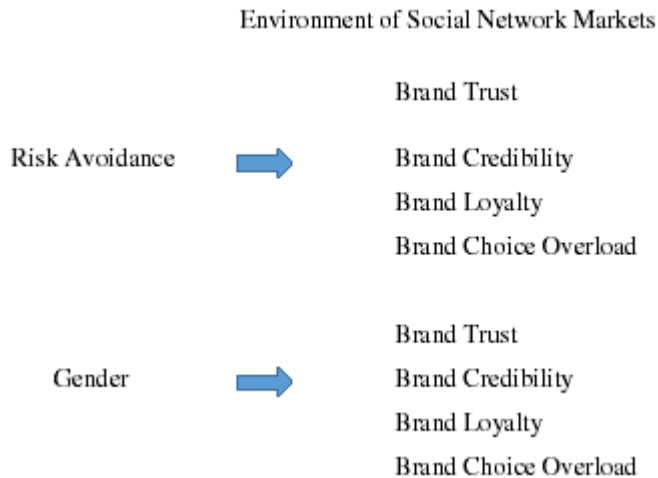 Environment of Social Network Markets
Brand Trust
Risk Avoidance
Brand Credibility
Brand Loyalty
Brand Choice Overload
Brand Trust
Gender
Brand Credibility
Brand Loyalty
Brand Choice Overload